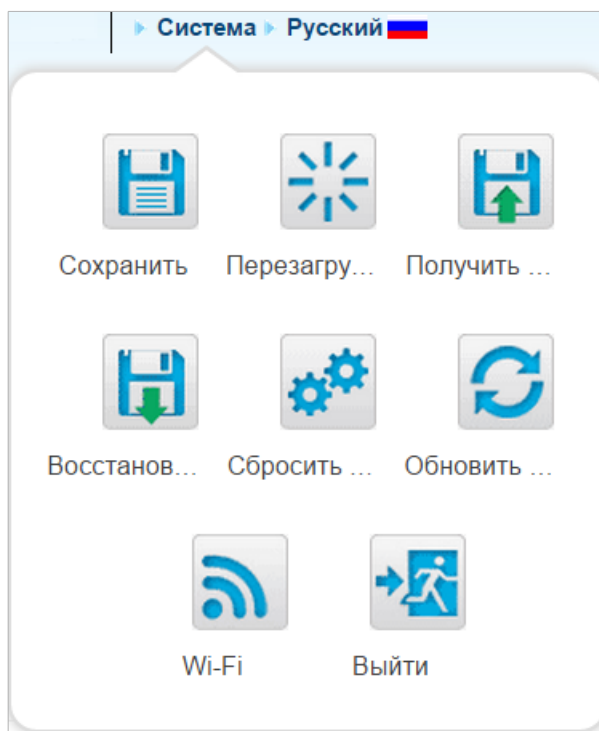 Система Русский
Сохранить Перезагру... Получить ...
Восстанов... Сбросить ... Обновить ...
Wi-Fi Выйти